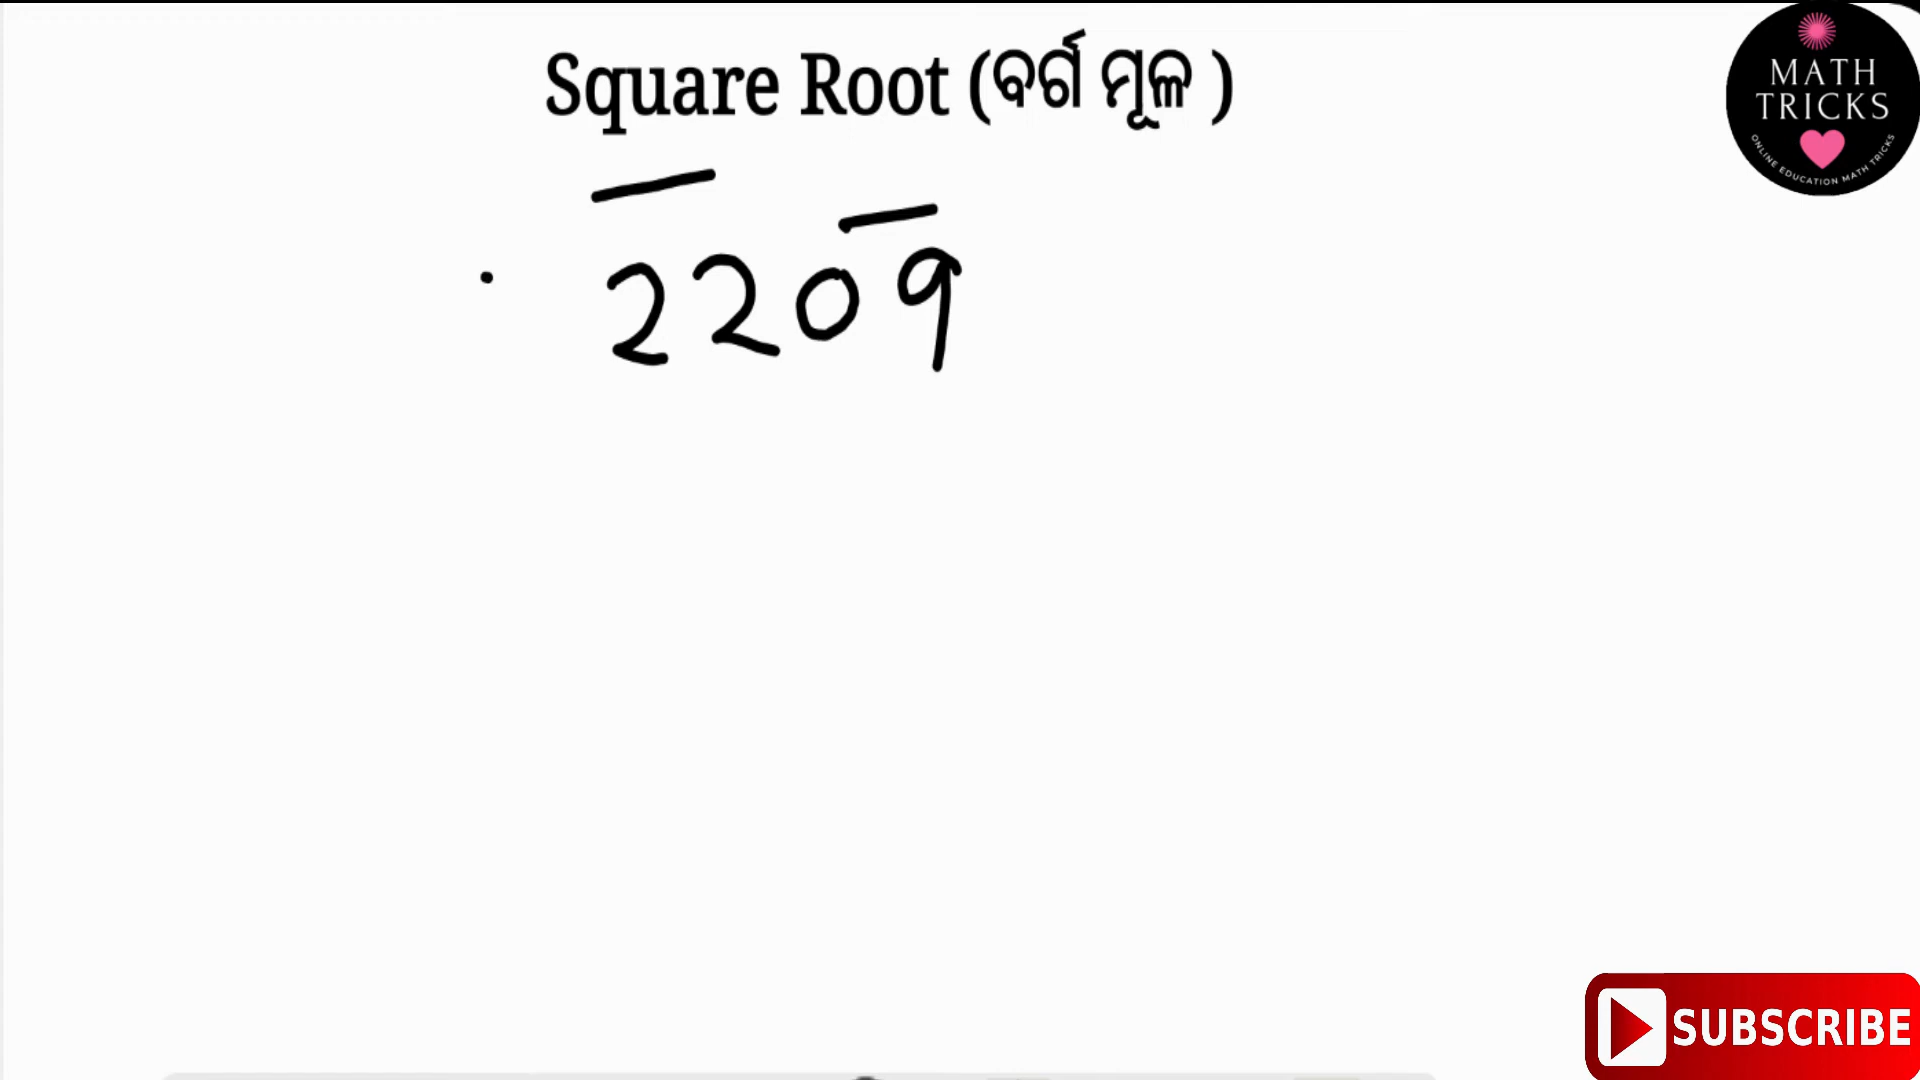 Square Root (ବର୍ଗ ମୂଳ )
MATH
TRICKS
ONLINE EDUCATION MATH TRICKS
2209
SUBSCRIBE